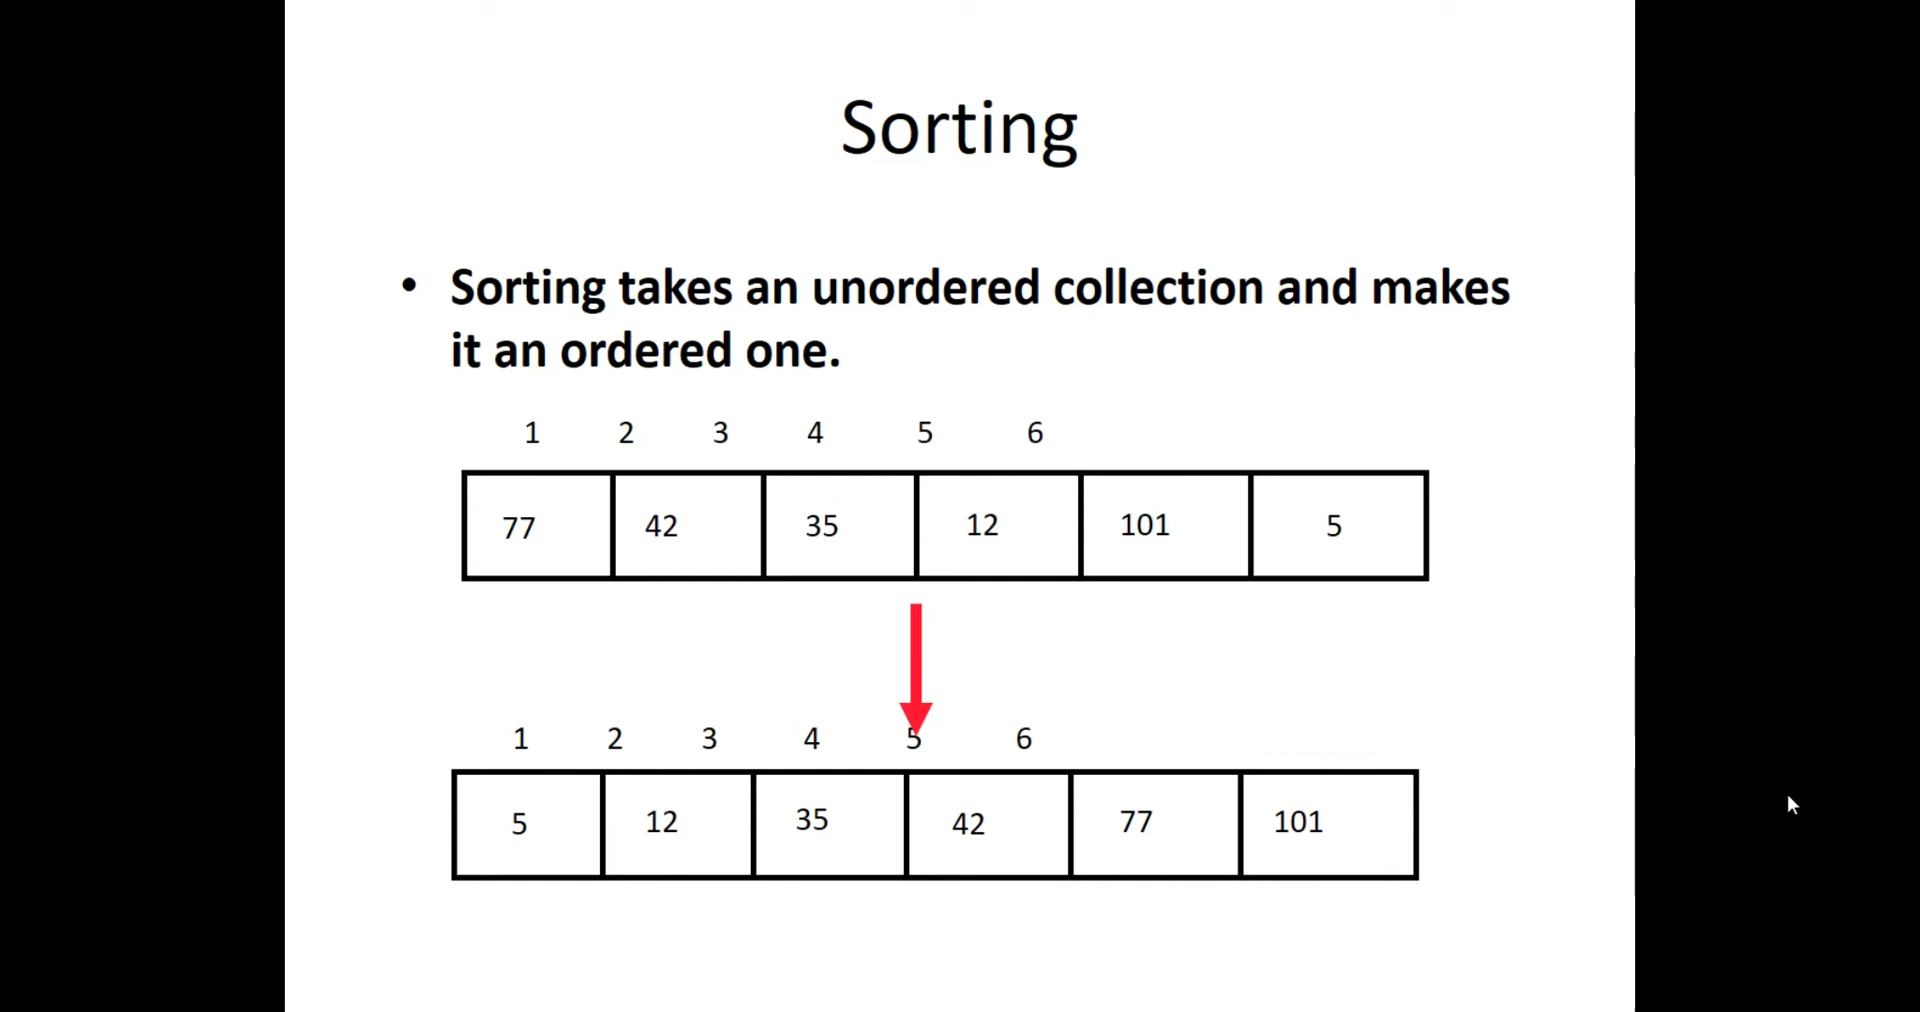 Sorting
• Sorting takes an unordered collection and makes
it an ordered one.
1 2 3 4 5 6
77 42 35 12 101 5
1 2 3 4 5 6
5 12 35 42 77 101